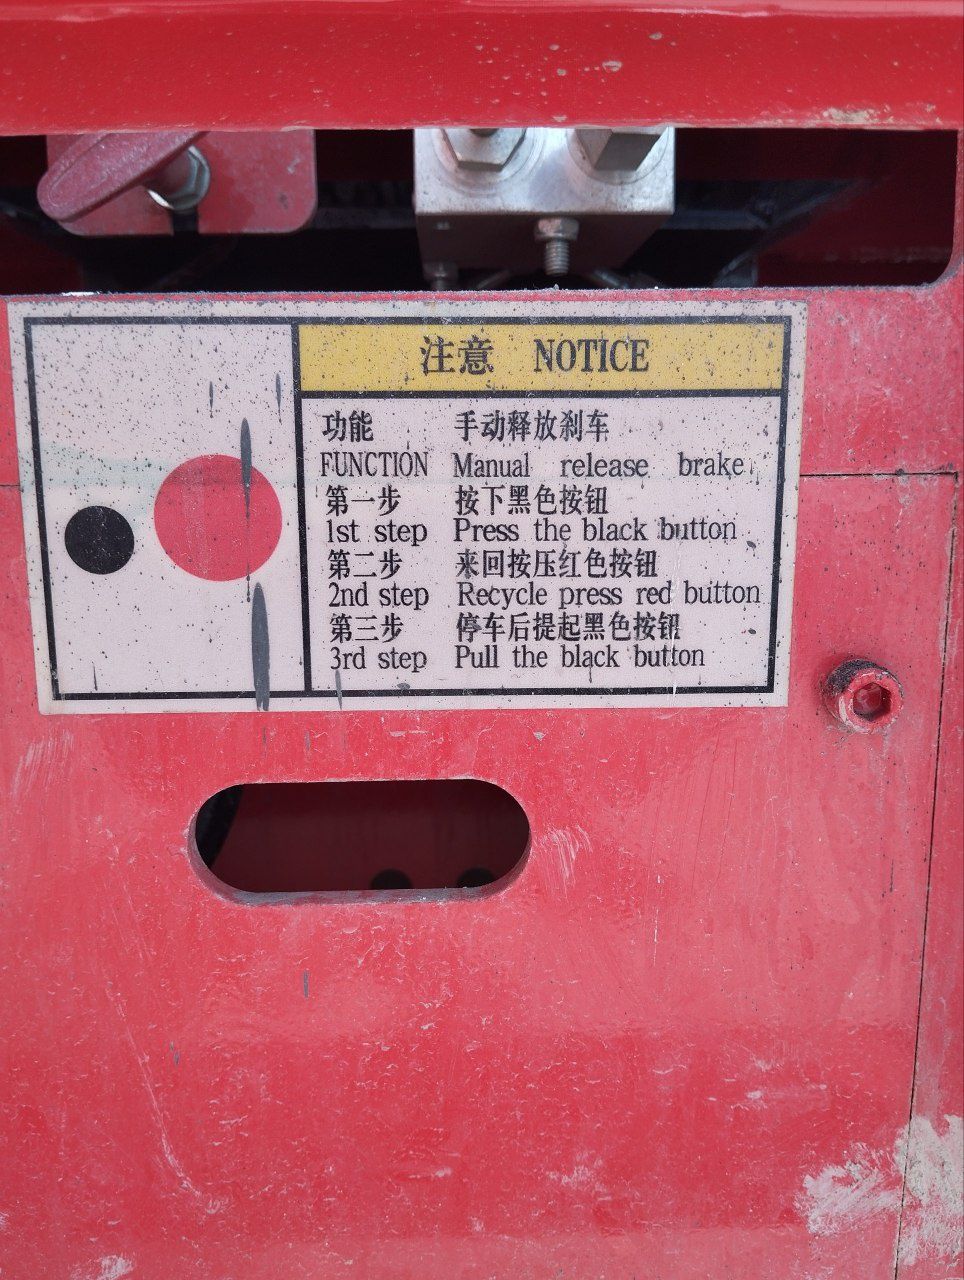 注意 NOTICE
功能 手动释放刹车
FUNCTION Manual release brake
第一步 按下黑色按钮
1st step Press the black button
第二步 来回按压红色按钮
2nd step Recycle press red button
第三步 停车后提起黑色按钮
3rd step Pull the black button